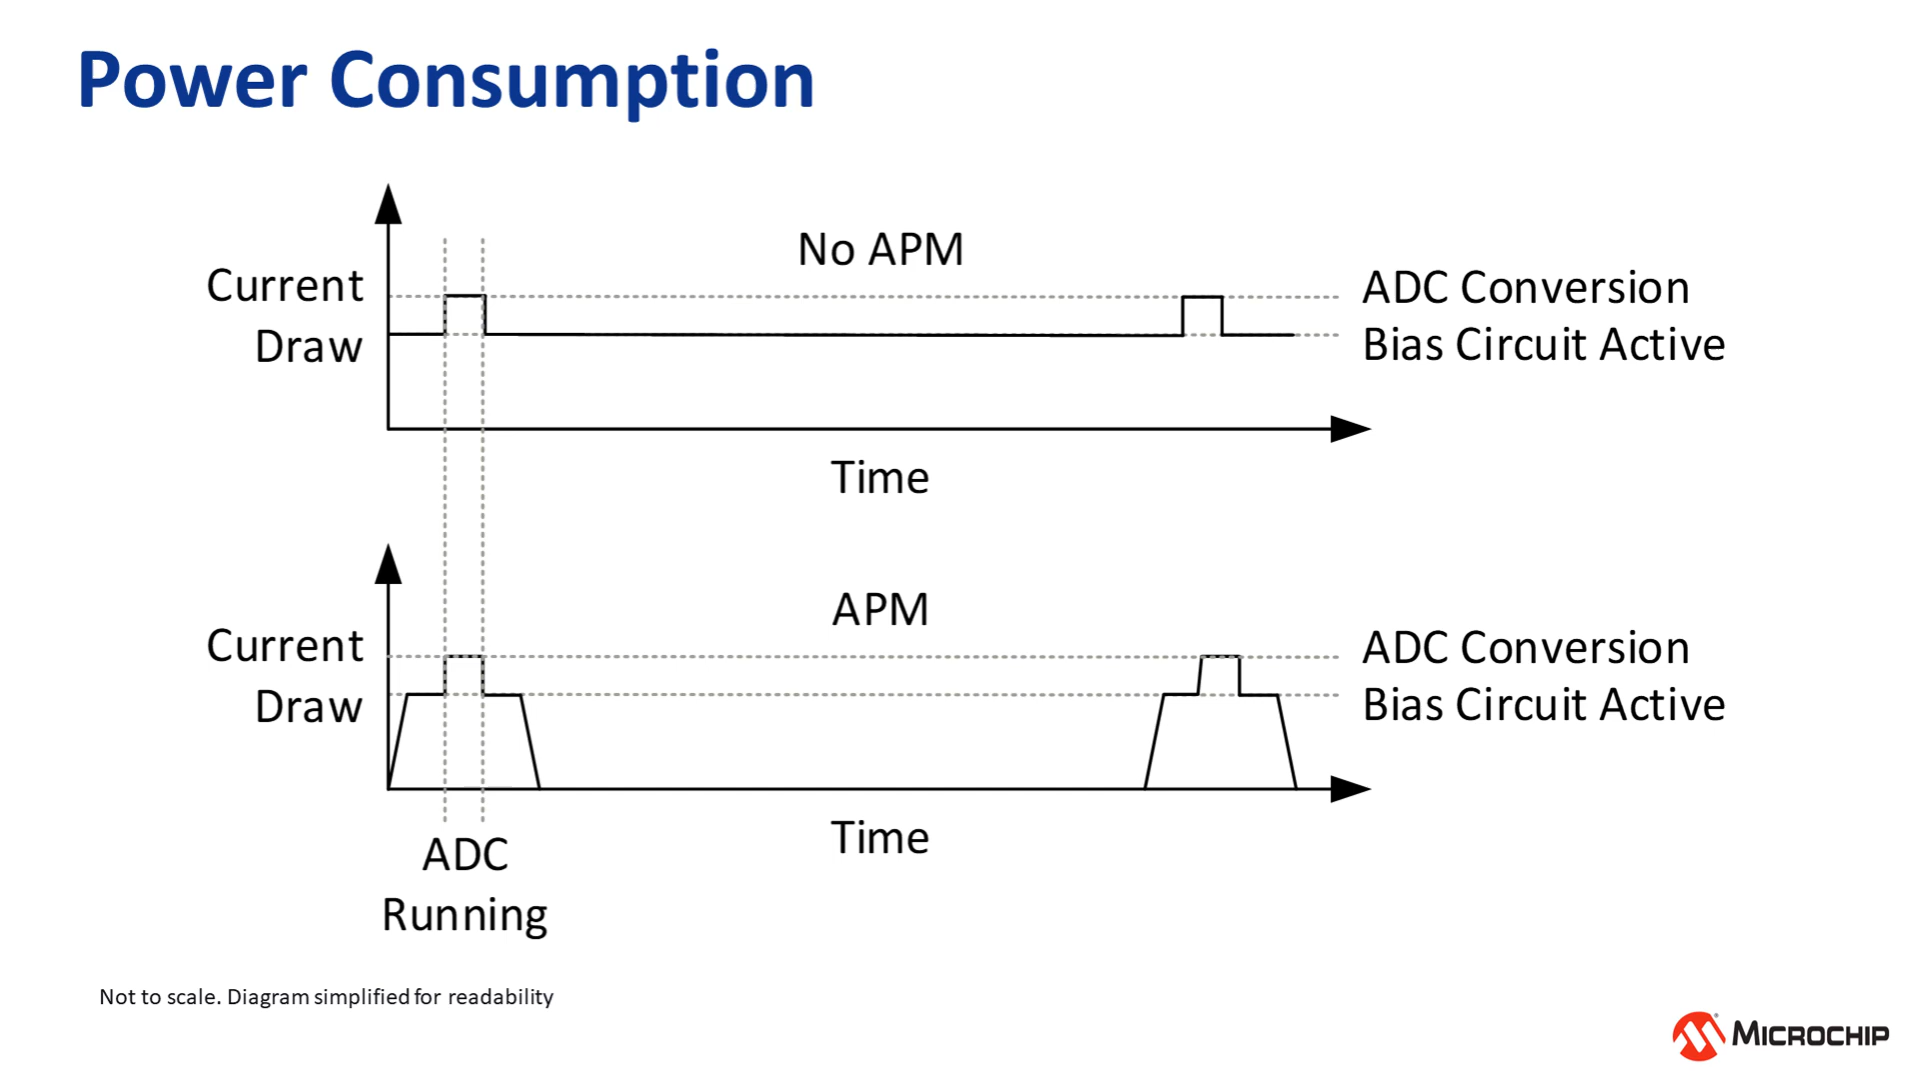 Power Consumption
No APM
Current
Draw
ADC Conversion
Bias Circuit Active
Time
APM
Current
Draw
ADC Conversion
Bias Circuit Active
Time
ADC
Running
Not to scale. Diagram simplified for readability
MICROCHIP